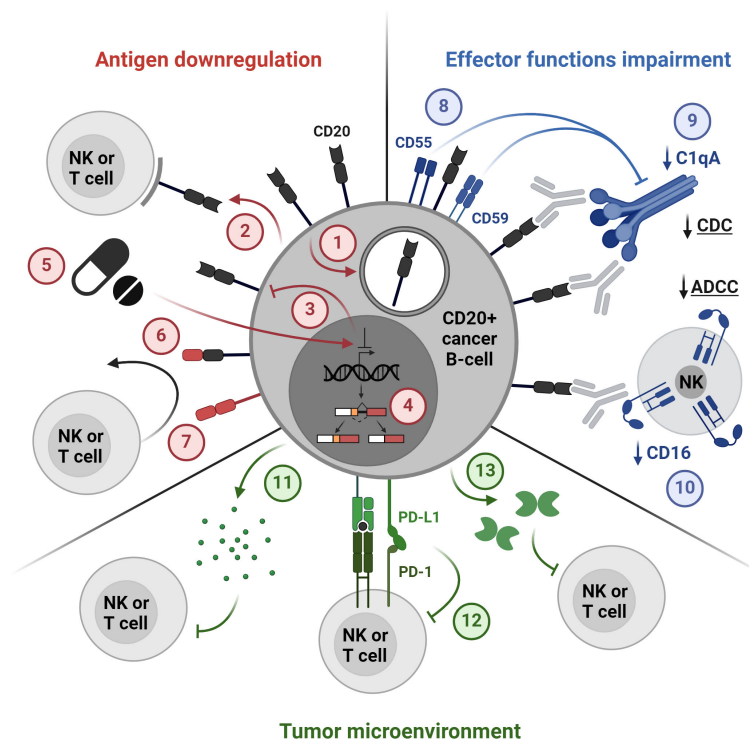 Antigen downregulation
Effector functions impairment
8
9
CD20
CD55
C1qA
NK or
T cell
CD59
2
1
CDC
5
3
ADCC
CD20+
cancer
B-cell
6
4
NK
7
NK or
T cell
CD16
10
11
13
PD-L1
PD-1
NK or
T cell
12
NK or
T cell
NK or
T cell
Tumor microenvironment